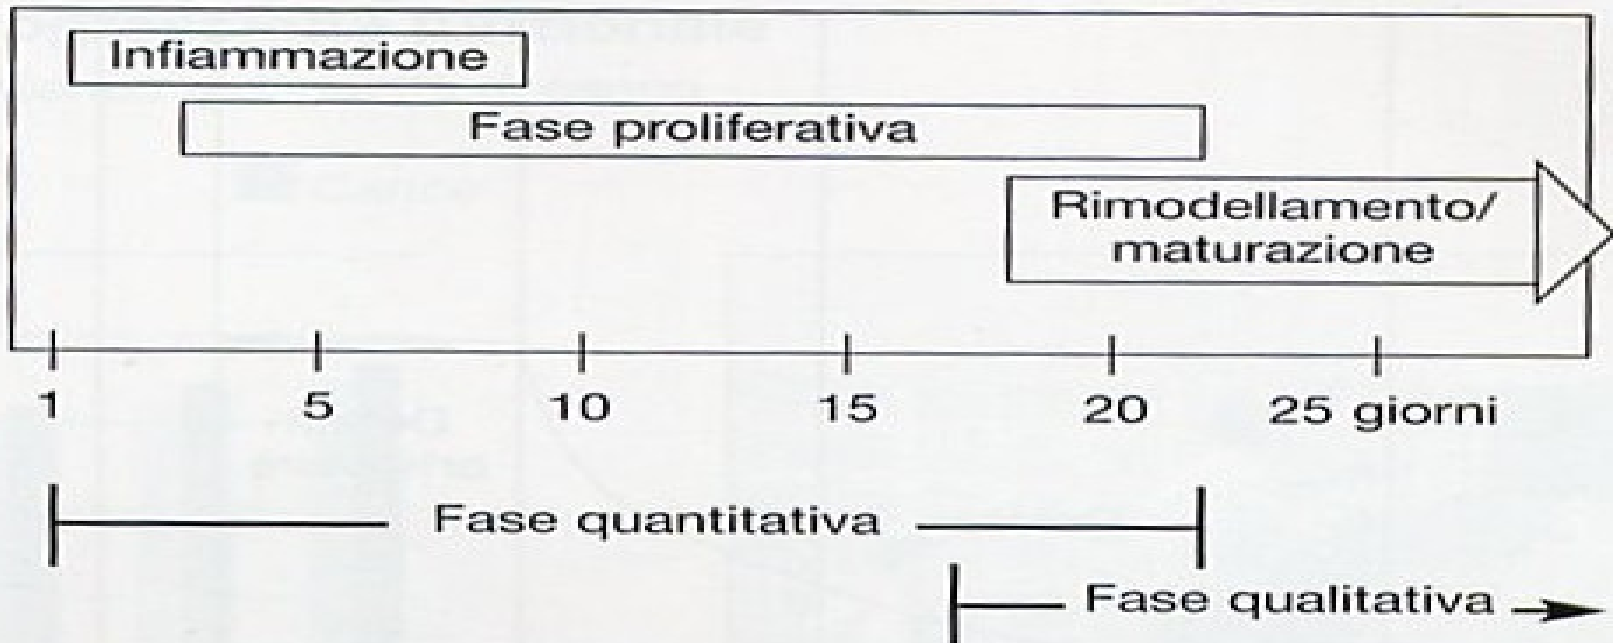 Infiammazione
Fase proliferativa
Rimodellamento/
maturazione
1 5 10 15 20 25 giorni
Fase quantitativa
Fase qualitativa